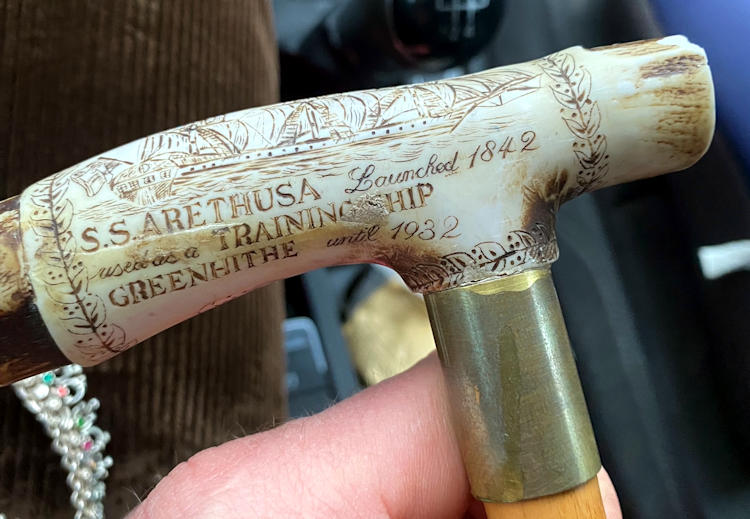 S.S. ARETHUSA Launched 1842
used as a TRAINING SHIP
GREENHITHE until 1932